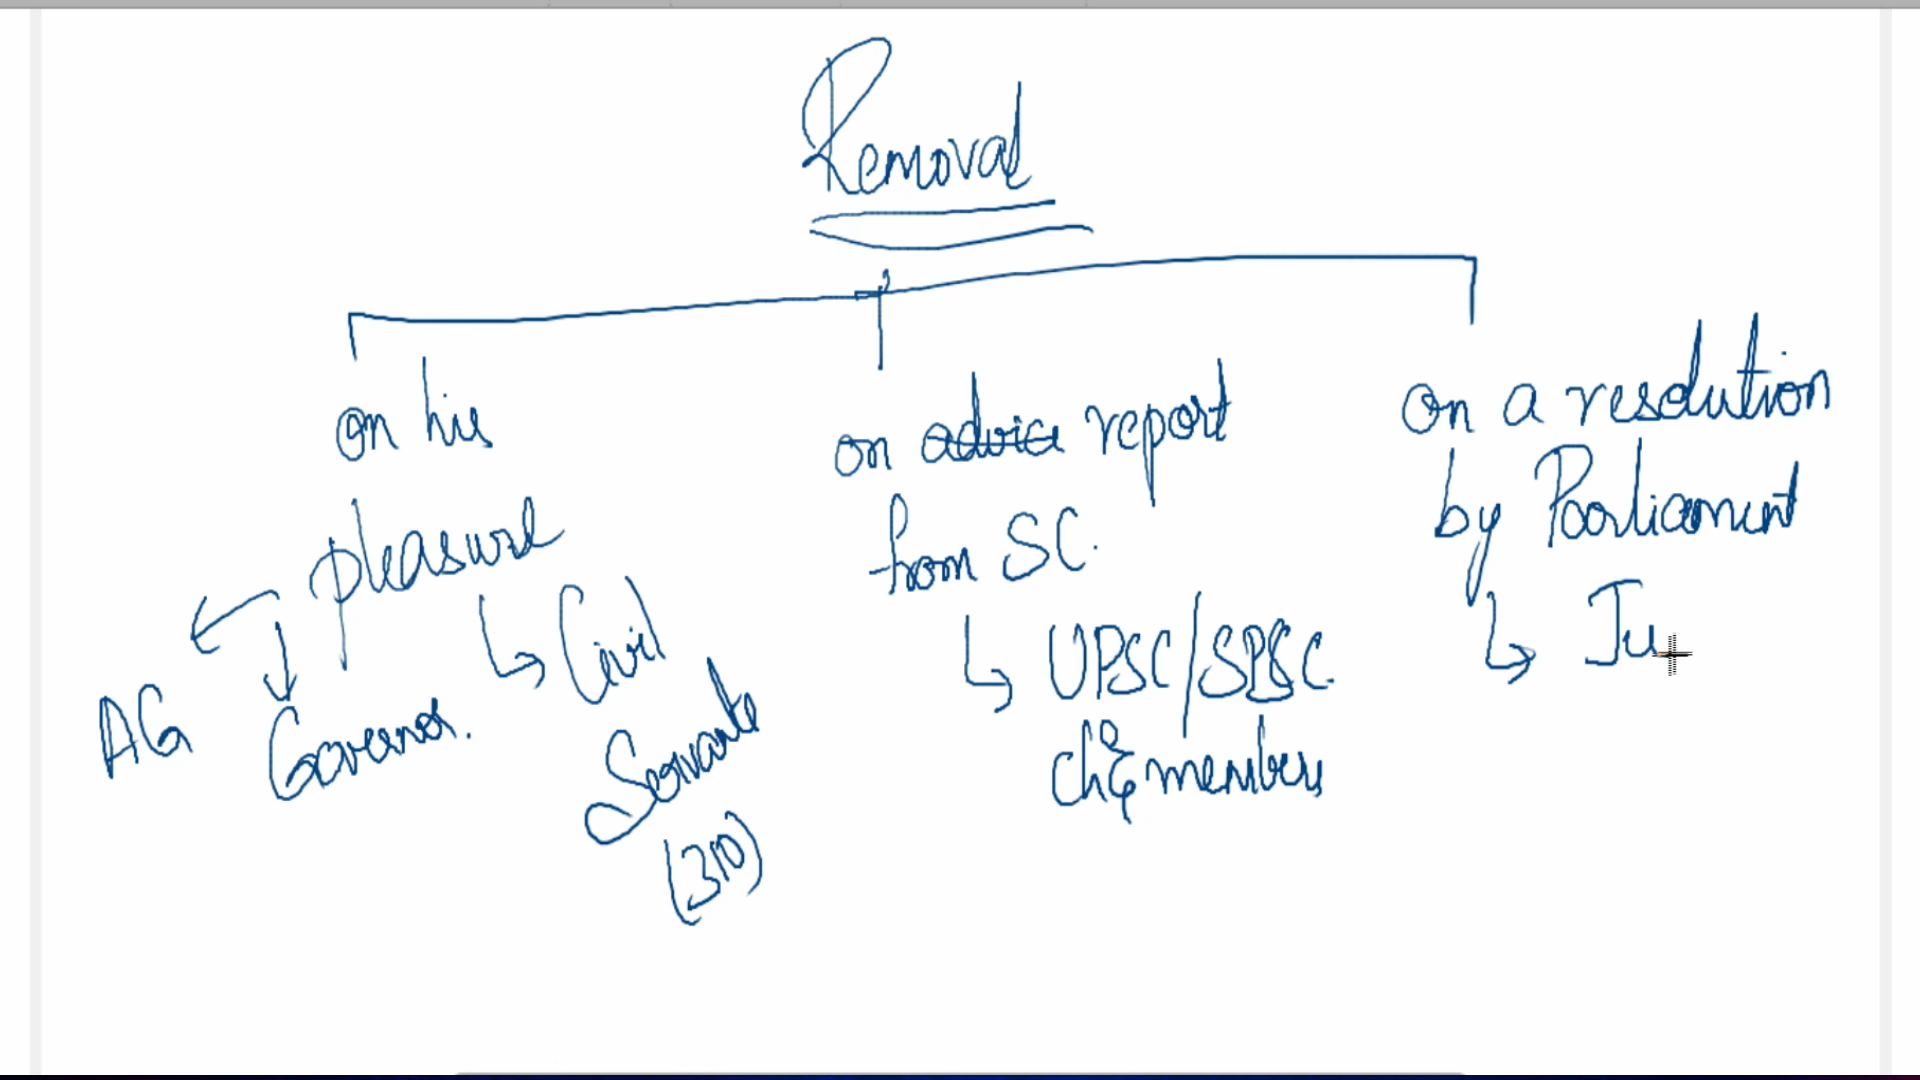 Removal
on his
pleasure
AG
Governor.
Civil
Servants
(310)
on advice report
from SC.
UPSC/SPSC
ch & members
on a resolution
by Parliament
Ju